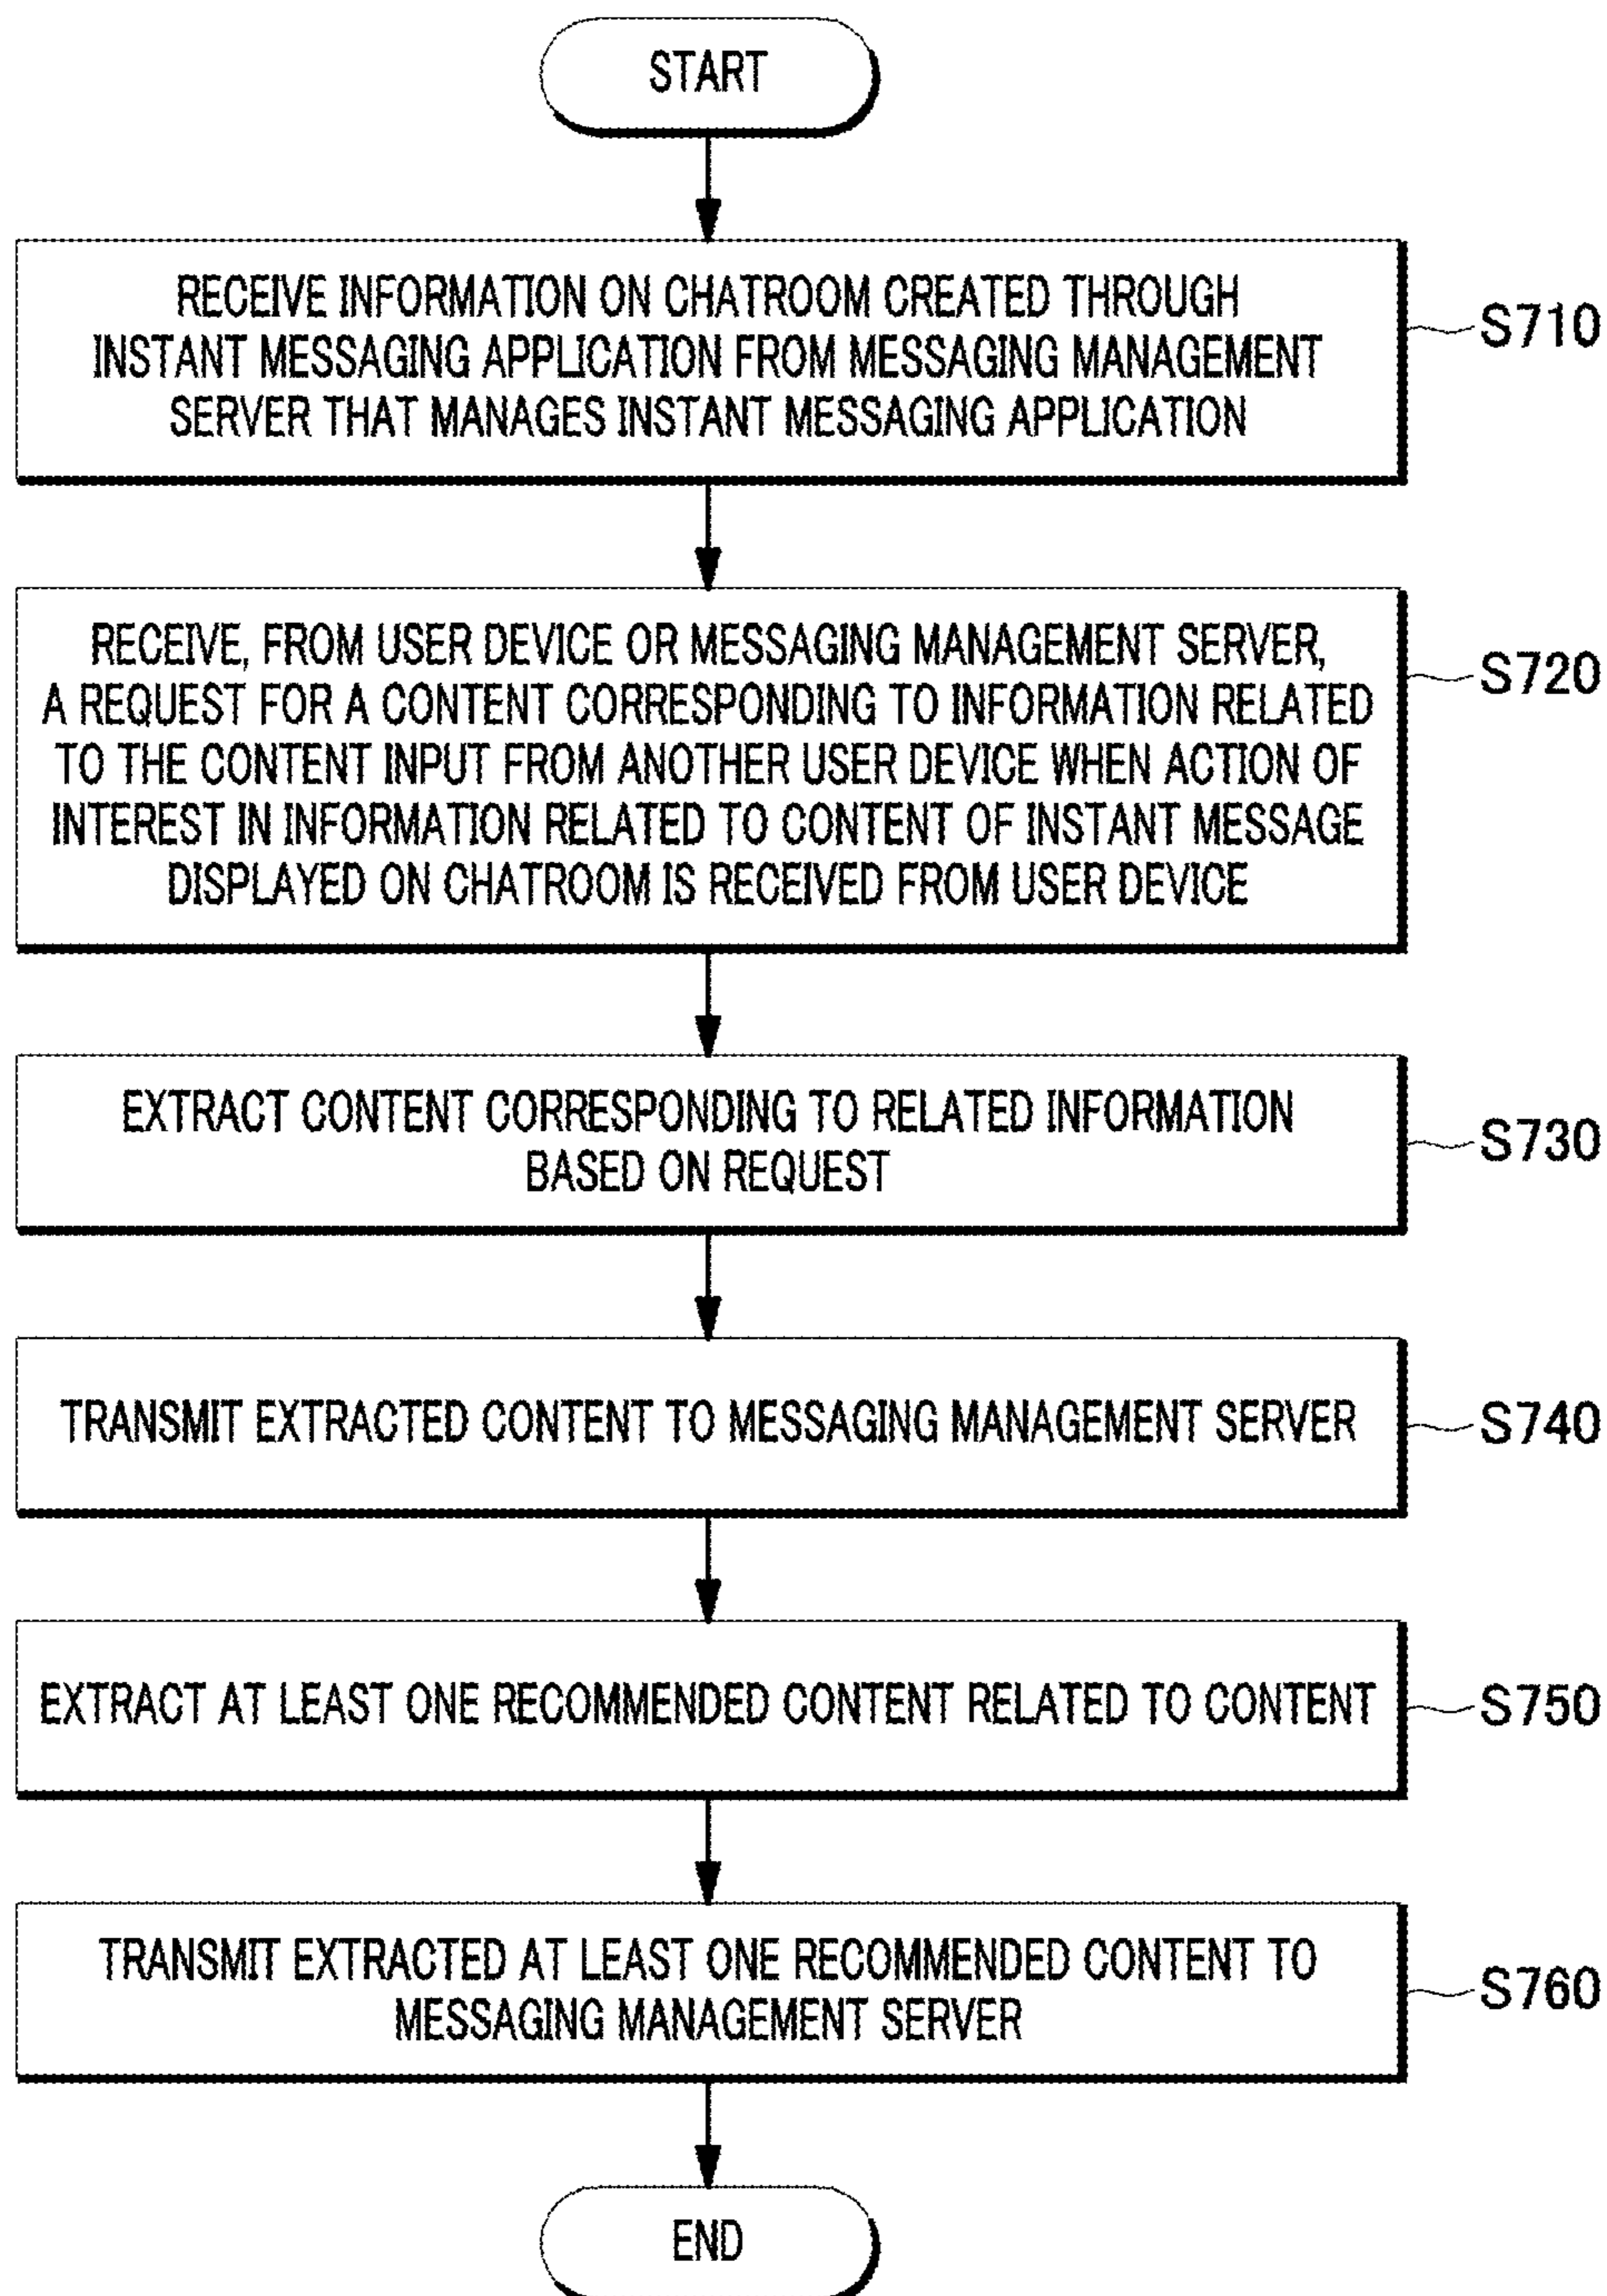 START
RECEIVE INFORMATION ON CHATROOM CREATED THROUGH
INSTANT MESSAGING APPLICATION FROM MESSAGING MANAGEMENT
SERVER THAT MANAGES INSTANT MESSAGING APPLICATION
S710
RECEIVE, FROM USER DEVICE OR MESSAGING MANAGEMENT SERVER,
A REQUEST FOR A CONTENT CORRESPONDING TO INFORMATION RELATED
TO THE CONTENT INPUT FROM ANOTHER USER DEVICE WHEN ACTION OF
INTEREST IN INFORMATION RELATED TO CONTENT OF INSTANT MESSAGE
DISPLAYED ON CHATROOM IS RECEIVED FROM USER DEVICE
S720
EXTRACT CONTENT CORRESPONDING TO RELATED INFORMATION
BASED ON REQUEST
S730
TRANSMIT EXTRACTED CONTENT TO MESSAGING MANAGEMENT SERVER
S740
EXTRACT AT LEAST ONE RECOMMENDED CONTENT RELATED TO CONTENT
S750
TRANSMIT EXTRACTED AT LEAST ONE RECOMMENDED CONTENT TO
MESSAGING MANAGEMENT SERVER
S760
END